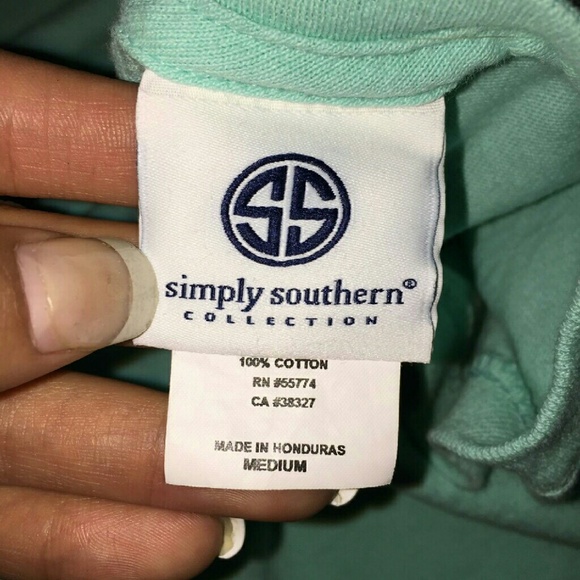 SS
simply southern®
COLLECTION
100% COTTON
RN #55774
CA #38327
MADE IN HONDURAS
MEDIUM